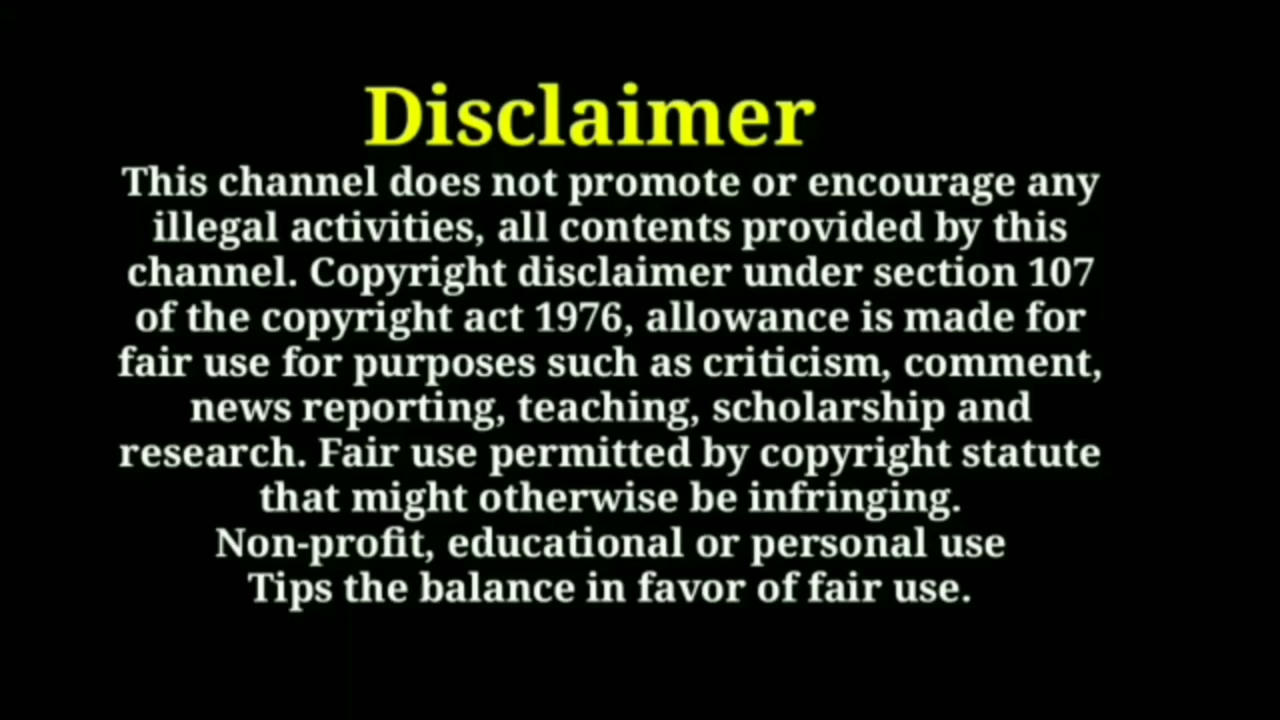 Disclaimer
This channel does not promote or encourage any
illegal activities, all contents provided by this
channel. Copyright disclaimer under section 107
of the copyright act 1976, allowance is made for
fair use for purposes such as criticism, comment,
news reporting, teaching, scholarship and
research. Fair use permitted by copyright statute
that might otherwise be infringing.
Non-profit, educational or personal use
Tips the balance in favor of fair use.